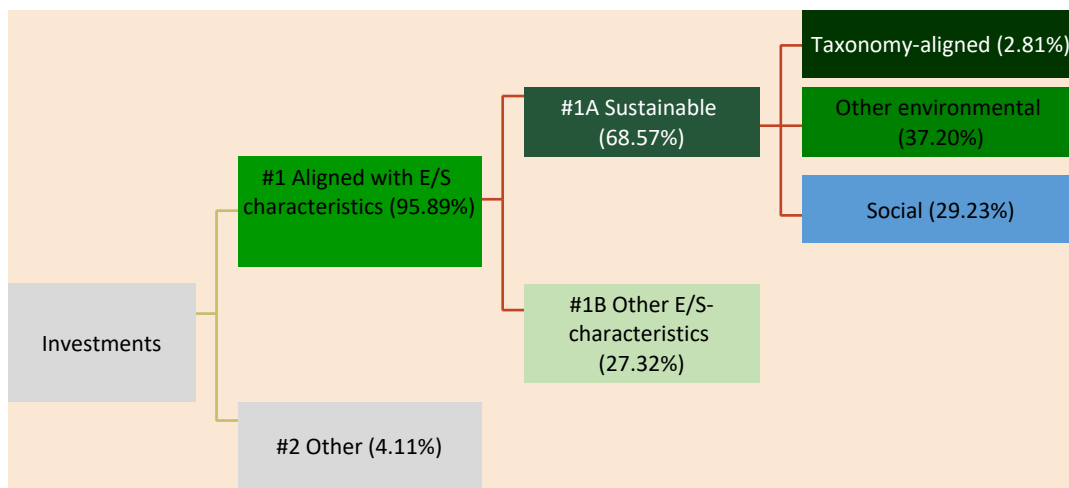 Taxonomy-aligned (2.81%)
#1A Sustainable
(68.57%)
Other environmental
(37.20%)
#1 Aligned with E/S
characteristics (95.89%)
Social (29.23%)
#1B Other E/S-
characteristics
(27.32%)
Investments
#2 Other (4.11%)